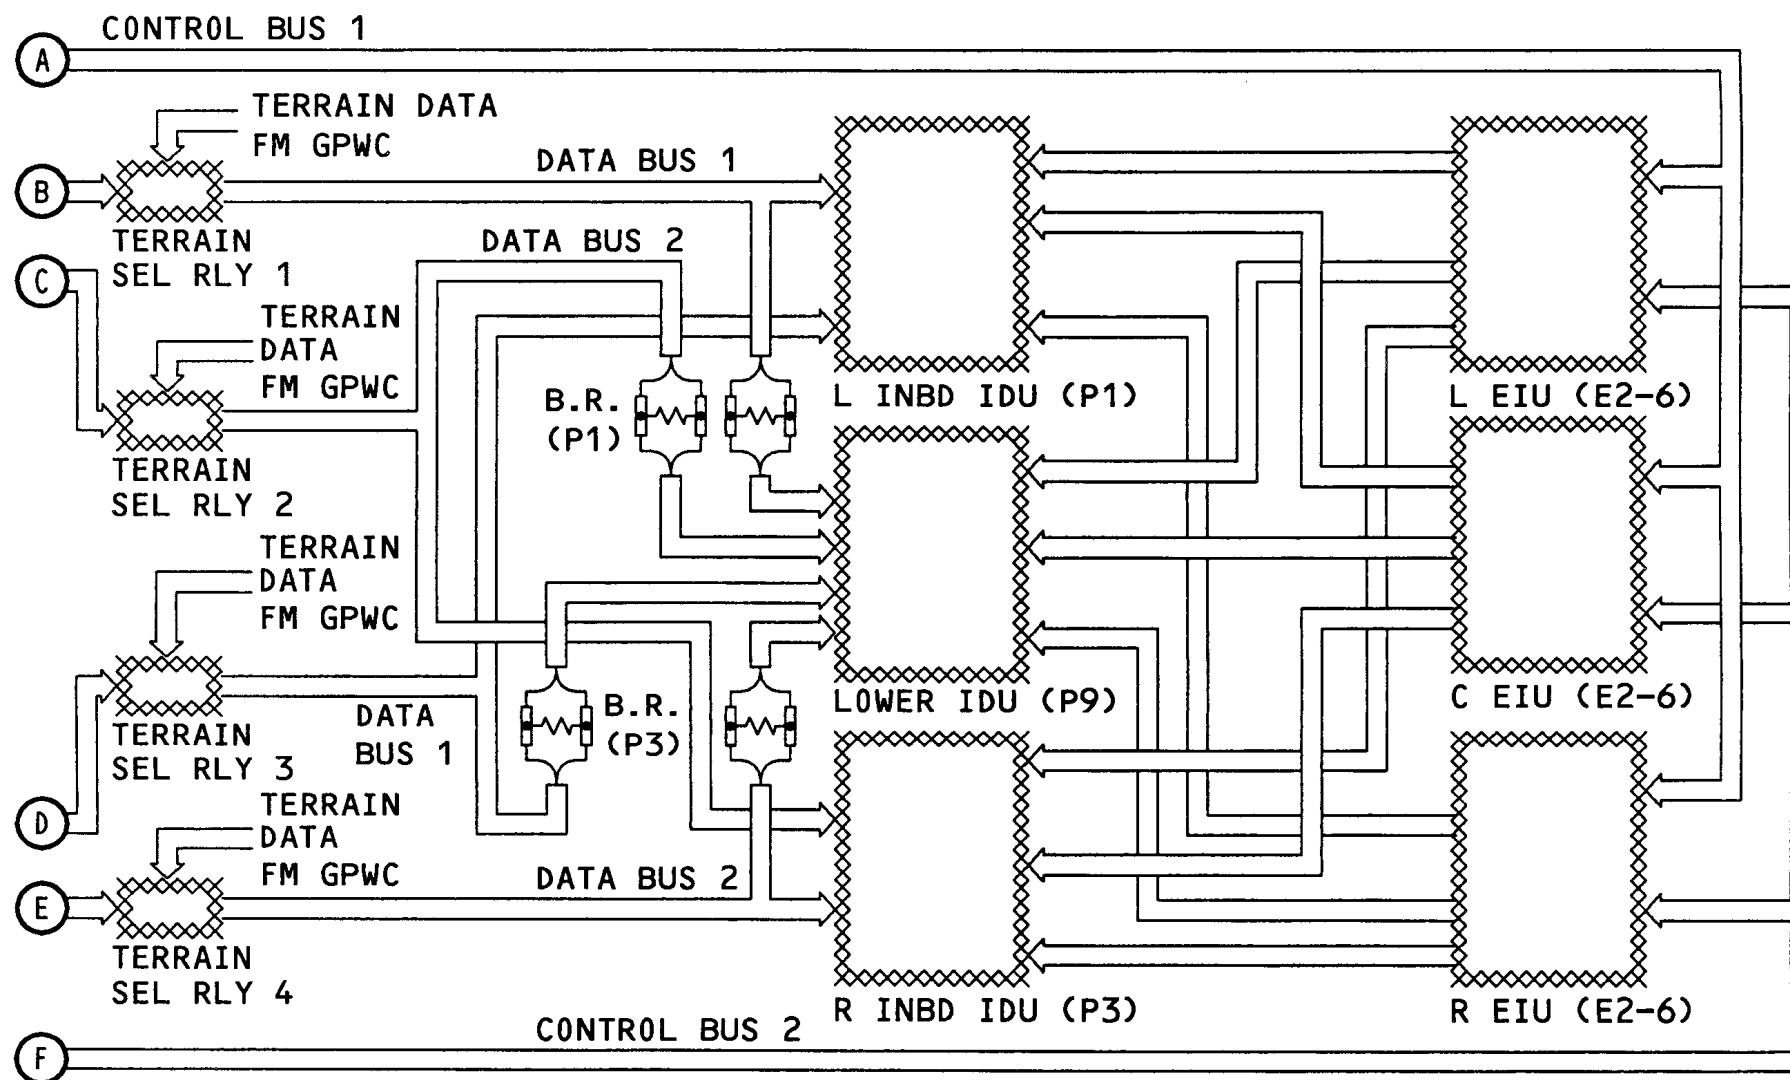 CONTROL BUS 1
A
TERRAIN DATA
FM GPWC
DATA BUS 1
B
TERRAIN
SEL RLY 1
DATA BUS 2
C
TERRAIN
DATA
FM GPWC
TERRAIN
SEL RLY 2
B.R.
(P1)
L INBD IDU (P1)
L EIU (E2-6)
TERRAIN
DATA
FM GPWC
TERRAIN
SEL RLY 3
DATA
BUS 1
B.R.
(P3)
LOWER IDU (P9)
C EIU (E2-6)
D
TERRAIN
DATA
FM GPWC
DATA BUS 2
E
TERRAIN
SEL RLY 4
R INBD IDU (P3)
R EIU (E2-6)
CONTROL BUS 2
F